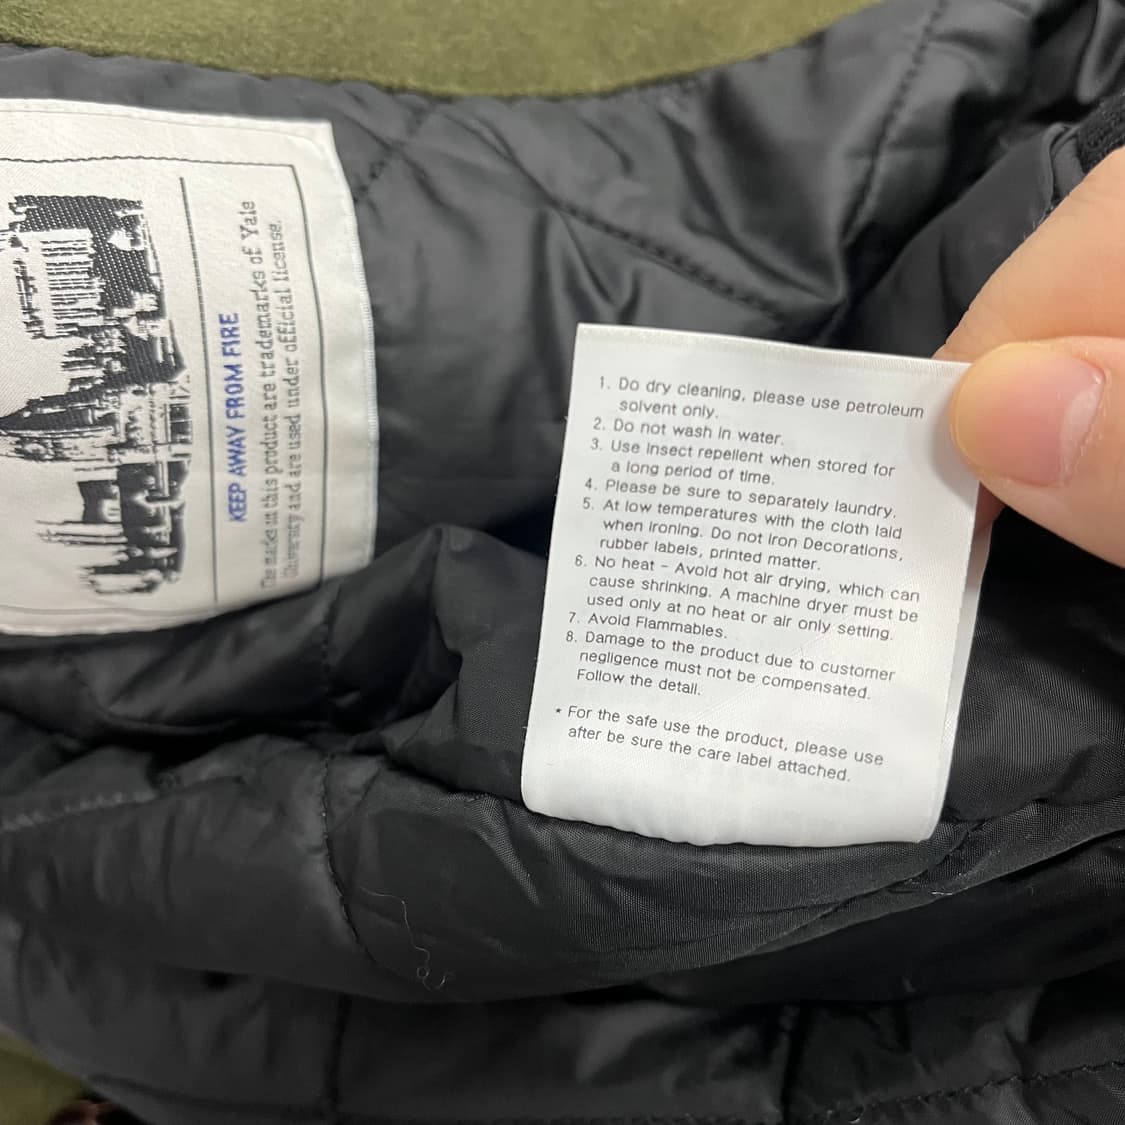 KEEP AWAY FROM FIRE
The marks in this product are trademarks of Yale
University and are used under official license.
1. Do dry cleaning, please use petroleum
solvent only.
2. Do not wash in water.
3. Use insect repellent when stored for
a long period of time.
4. Please be sure to separately laundry.
5. At low temperatures with the cloth laid
when ironing. Do not Iron Decorations,
rubber labels, printed matter.
6. No heat - Avoid hot air drying, which can
cause shrinking. A machine dryer must be
used only at no heat or air only setting.
7. Avoid Flammables.
8. Damage to the product due to customer
negligence must not be compensated.
Follow the detail.
* For the safe use the product, please use
after be sure the care label attached.